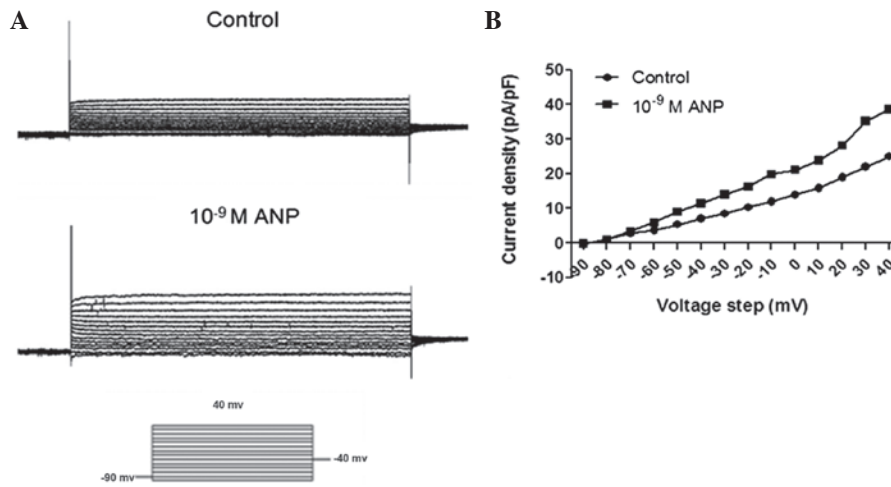 A
Control
10⁻⁹ M ANP
40 mv
-90 mv
-40 mv
B
Current density (pA/pF)
50
40
30
20
10
0
-10
Control
10⁻⁹ M ANP
-90 -80 -70 -60 -50 -40 -30 -20 -10 0 10 20 30 40
Voltage step (mV)